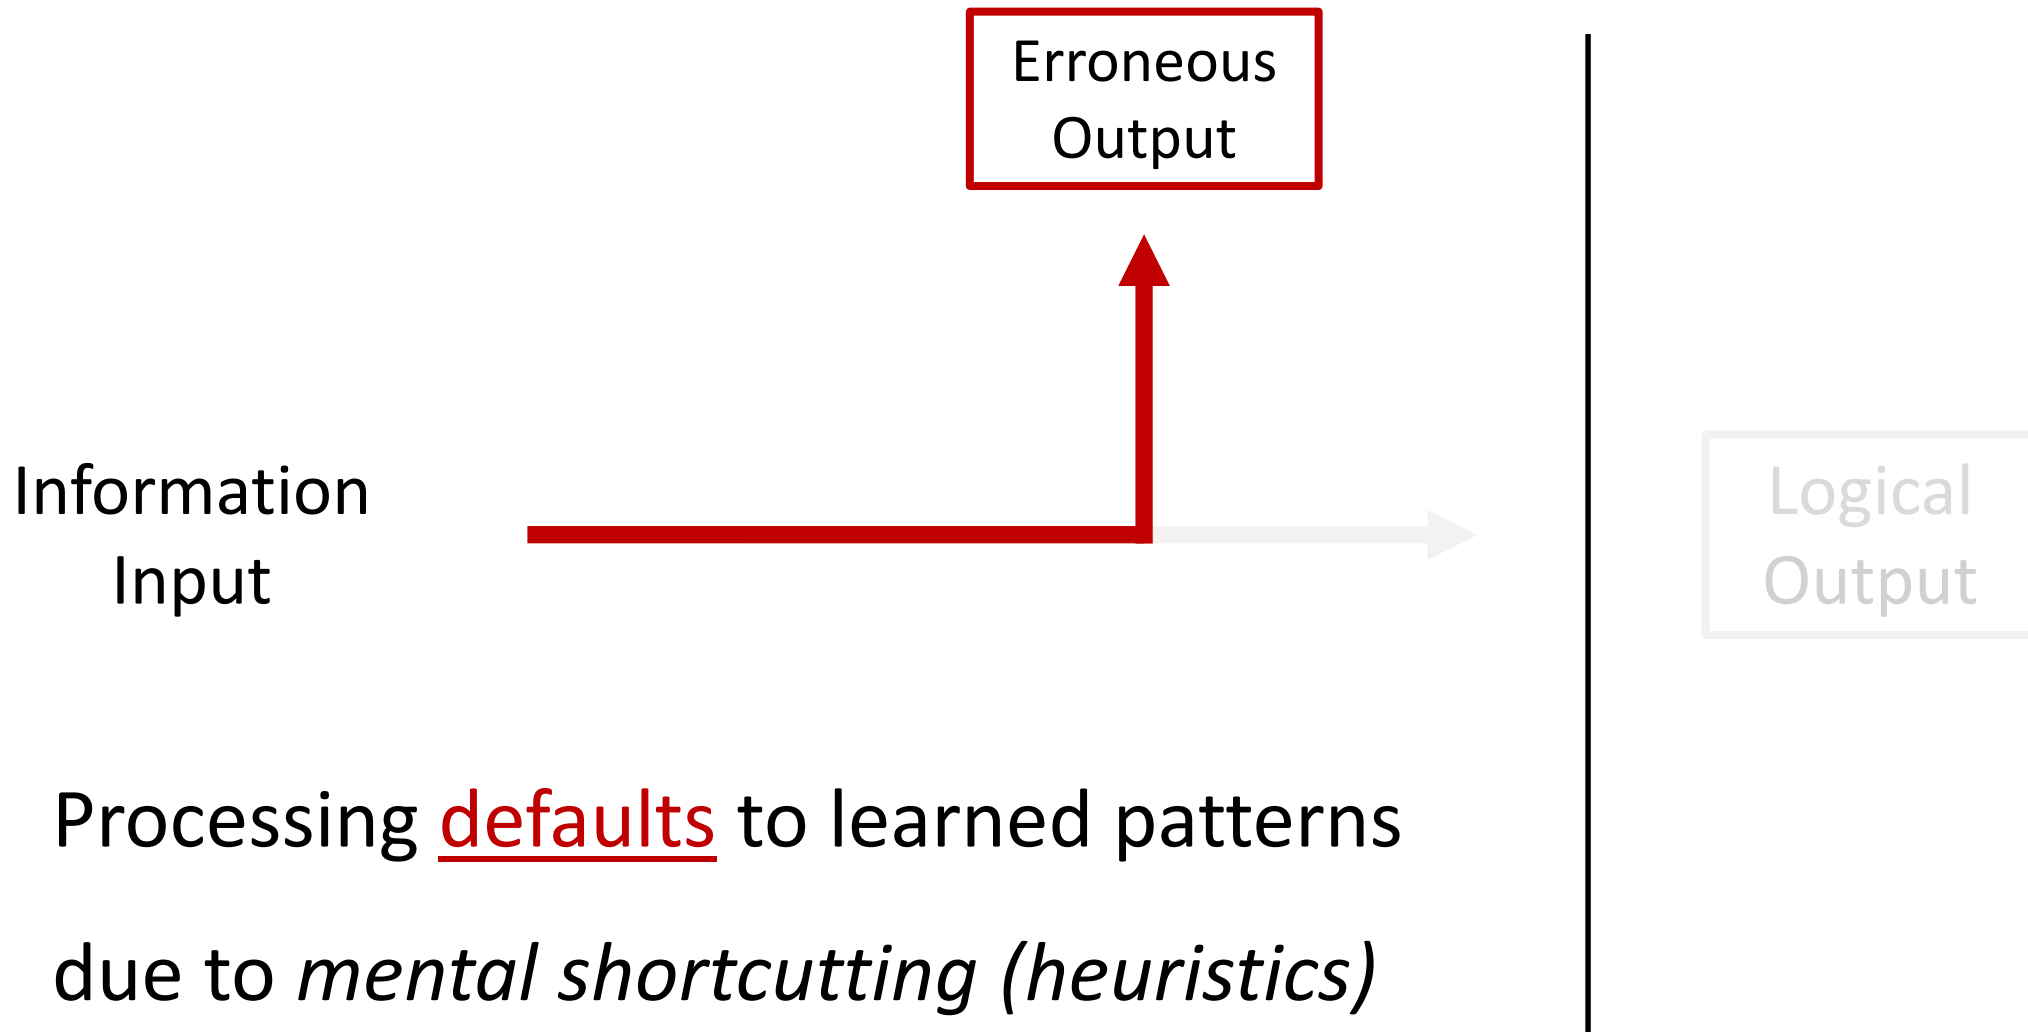 Erroneous
Output
Information
Input
Logical
Output
Processing defaults to learned patterns
due to mental shortcutting (heuristics)